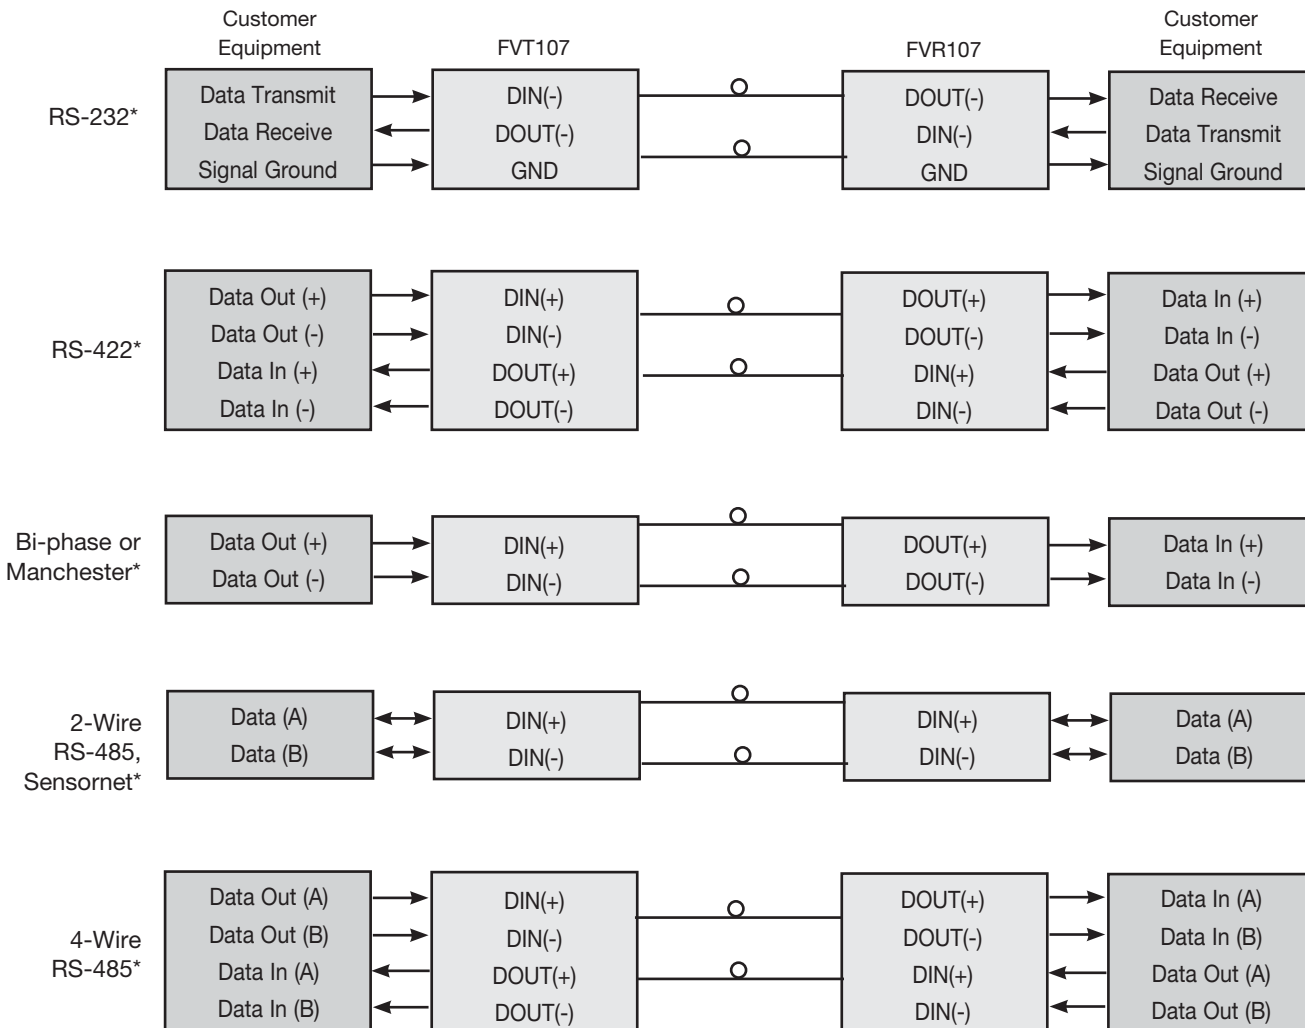 Customer Equipment
FVT107
FVR107
Customer Equipment
RS-232*
Data Transmit
Data Receive
Signal Ground
DIN(-)
DOUT(-)
GND
DOUT(-)
DIN(-)
GND
Data Receive
Data Transmit
Signal Ground
RS-422*
Data Out (+)
Data Out (-)
Data In (+)
Data In (-)
DIN(+)
DIN(-)
DOUT(+)
DOUT(-)
DOUT(+)
DOUT(-)
DIN(+)
DIN(-)
Data In (+)
Data In (-)
Data Out (+)
Data Out (-)
Bi-phase or
Manchester*
Data Out (+)
Data Out (-)
DIN(+)
DIN(-)
DOUT(+)
DOUT(-)
Data In (+)
Data In (-)
2-Wire
RS-485,
Sensornet*
Data (A)
Data (B)
DIN(+)
DIN(-)
DIN(+)
DIN(-)
Data (A)
Data (B)
4-Wire
RS-485*
Data Out (A)
Data Out (B)
Data In (A)
Data In (B)
DIN(+)
DIN(-)
DOUT(+)
DOUT(-)
DOUT(+)
DOUT(-)
DIN(+)
DIN(-)
Data In (A)
Data In (B)
Data Out (A)
Data Out (B)